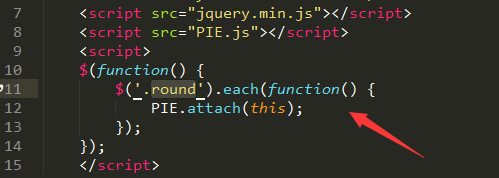 7 <script src="jquery.min.js"></script>
8 <script src="PIE.js"></script>
9 <script>
10 $(function() {
11 $('.round').each(function() {
12 PIE.attach(this);
13 });
14 });
15 </script>